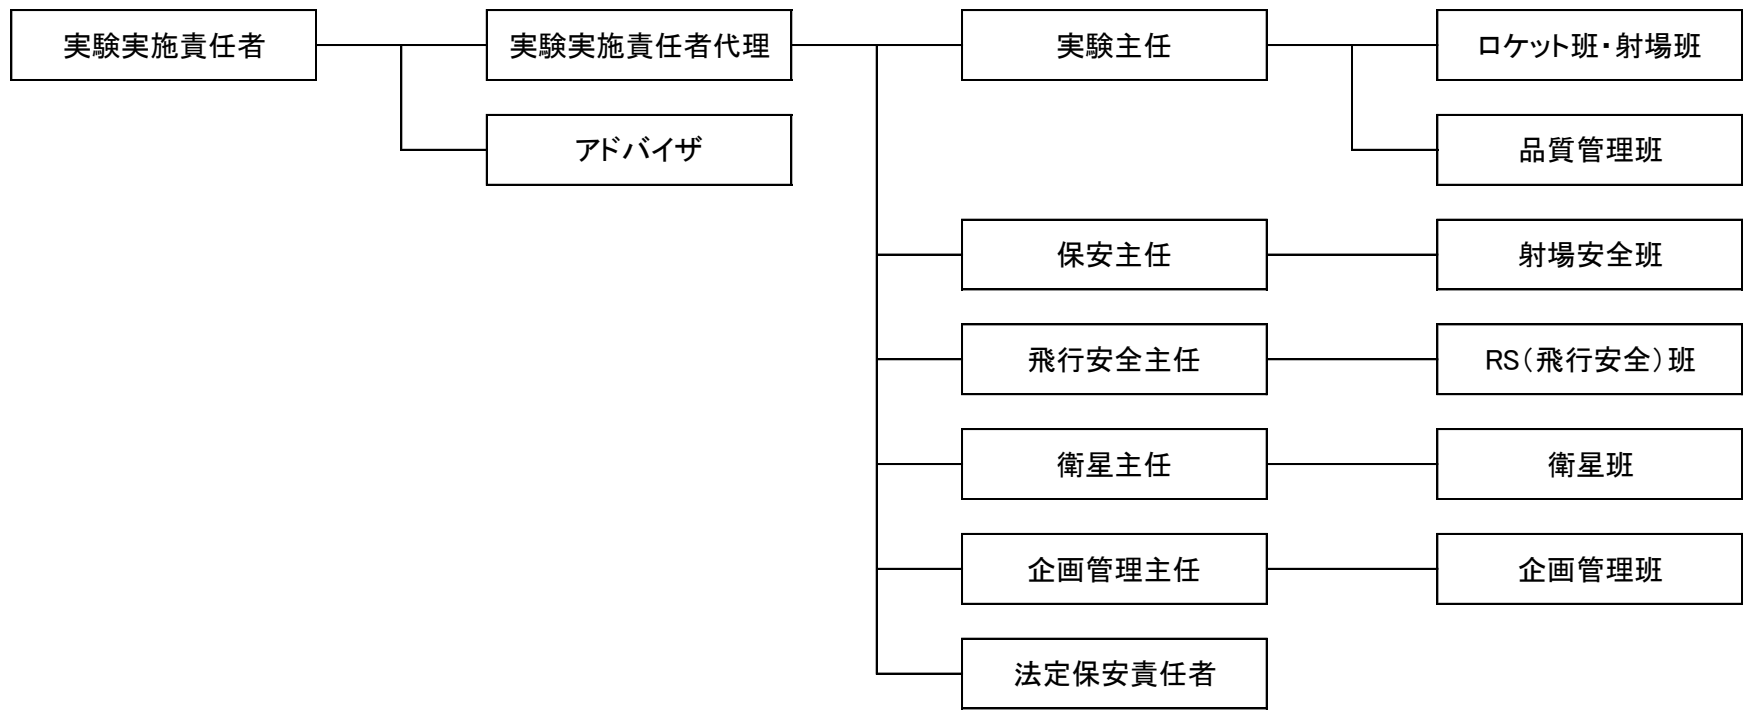 実験実施責任者
実験実施責任者代理
実験主任
ロケット班・射場班
アドバイザ
品質管理班
保安主任
射場安全班
飛行安全主任
RS(飛行安全)班
衛星主任
衛星班
企画管理主任
企画管理班
法定保安責任者